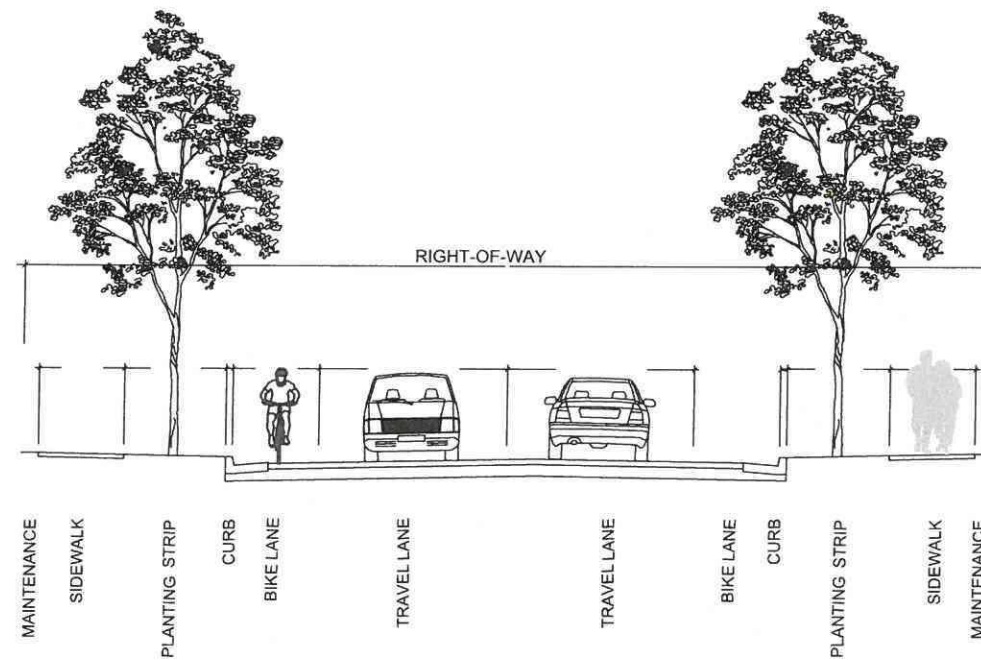 RIGHT-OF-WAY
MAINTENANCE
SIDEWALK
PLANTING STRIP
CURB
BIKE LANE
TRAVEL LANE
TRAVEL LANE
BIKE LANE
CURB
PLANTING STRIP
SIDEWALK
MAINTENANCE